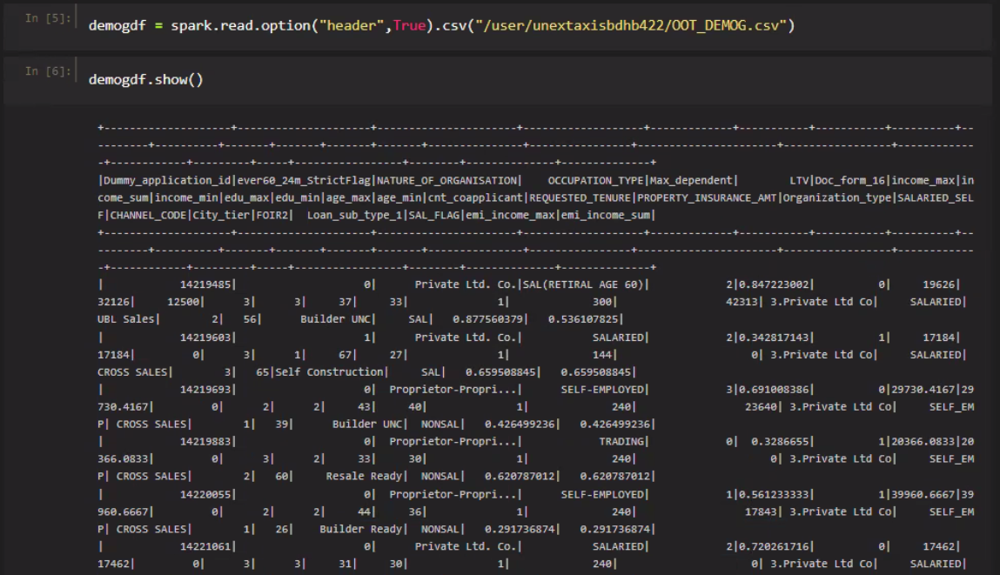 In [5]: demogdf = spark.read.option("header",True).csv("/user/unextaxisbdhb422/OOT_DEMOG.csv")
In [6]: demogdf.show()
+--------------------+---------------------+----------------------+------------------+-------------+------------+-----------+----------+--
--------+----------+-------+-------+-------+-------+---------------+----------------+----------------------+-----------------+------------
-+------------+---------+-----+-----------------+--------+--------------+--------------+
|Dummy_application_id|ever60_24m_StrictFlag|NATURE_OF_ORGANISATION|   OCCUPATION_TYPE|Max_dependent|        LTV|Doc_form_16|income_max|in
come_sum|income_min|edu_max|edu_min|age_max|age_min|cnt_coapplicant|REQUESTED_TENURE|PROPERTY_INSURANCE_AMT|Organization_type|SALARIED_SEL
F|CHANNEL_CODE|City_tier|FOIR2|  Loan_sub_type_1|SAL_FLAG|emi_income_max|emi_income_sum|
+--------------------+---------------------+----------------------+------------------+-------------+------------+-----------+----------+--
--------+----------+-------+-------+-------+-------+---------------+----------------+----------------------+-----------------+------------
-+------------+---------+-----+-----------------+--------+--------------+--------------+
|            14219485|                    0|      Private Ltd. Co.|SAL(RETIRAL AGE 60)|            2|0.847223002|          0|     19626|
32126|     12500|      3|      3|     37|     33|              1|             300|                 42313| 3.Private Ltd Co|     SALARIED|
UBL Sales|        2|   56|      Builder UNC|     SAL|   0.877560379|   0.536107825|
|            14219603|                    1|      Private Ltd. Co.|          SALARIED|            2|0.342817143|          1|     17184|
17184|         0|      3|      1|     67|     27|              1|             144|                     0| 3.Private Ltd Co|     SALARIED|
CROSS SALES|        3|   65|Self Construction|     SAL|   0.659508845|   0.659508845|
|            14219693|                    0|  Proprietor-Propri...|     SELF-EMPLOYED|            3|0.691008386|          0|29730.4167|29
730.4167|         0|      2|      2|     43|     40|              1|             240|                 23640| 3.Private Ltd Co|     SELF_EM
P| CROSS SALES|        1|   39|      Builder UNC|  NONSAL|   0.426499236|   0.426499236|
|            14219883|                    0|  Proprietor-Propri...|           TRADING|            0|  0.3286655|          1|20366.0833|20
366.0833|         0|      3|      2|     33|     30|              1|             240|                     0| 3.Private Ltd Co|     SELF_EM
P| CROSS SALES|        2|   60|     Resale Ready|  NONSAL|   0.620787012|   0.620787012|
|            14220055|                    0|  Proprietor-Propri...|     SELF-EMPLOYED|            1|0.561233333|          1|39960.6667|39
960.6667|         0|      2|      2|     44|     36|              1|             240|                 17843| 3.Private Ltd Co|     SELF_EM
P| CROSS SALES|        1|   26|    Builder Ready|  NONSAL|   0.291736874|   0.291736874|
|            14221061|                    0|      Private Ltd. Co.|          SALARIED|            2|0.720261716|          0|     17462|
17462|         0|      3|      3|     31|     30|              1|             240|                     0| 3.Private Ltd Co|     SALARIED|